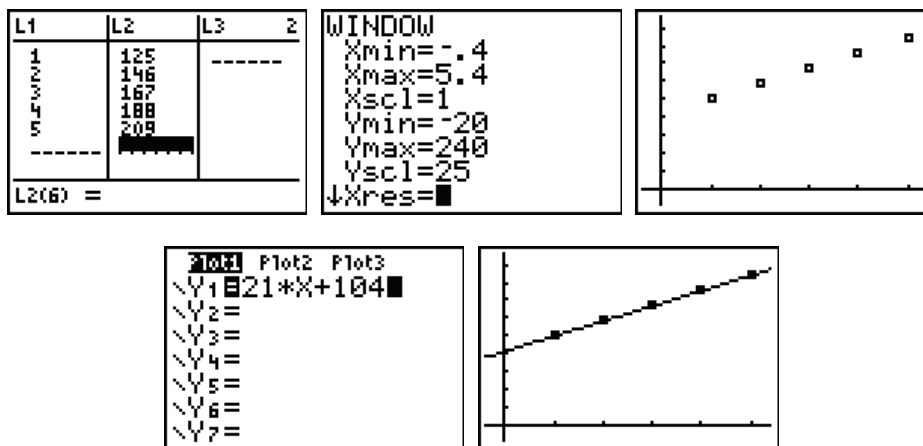 L1 L2 L3 2
1 125 ------
2 146
3 167
4 188
5 209
------
L2(6) =
WINDOW
Xmin=-.4
Xmax=5.4
Xscl=1
Ymin=-20
Ymax=240
Yscl=25
↓Xres=
Plot1 Plot2 Plot3
\Y1=21*X+104
\Y2=
\Y3=
\Y4=
\Y5=
\Y6=
\Y7=